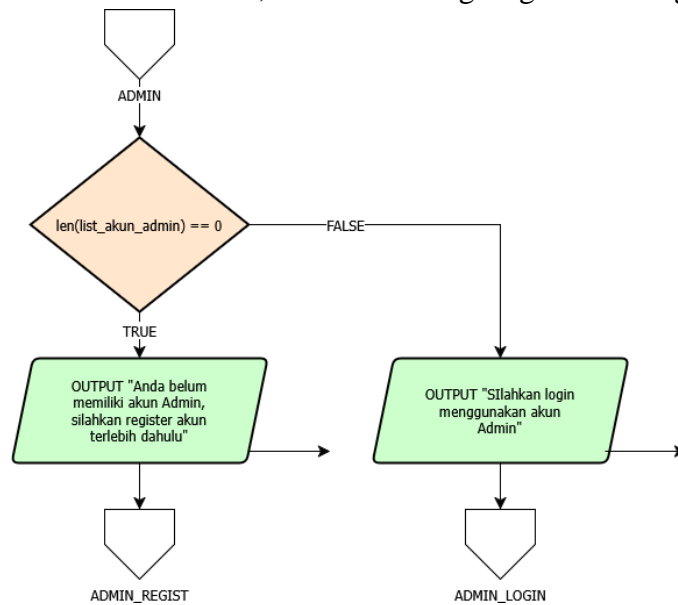 ADMIN
len(list_akun_admin) == 0
FALSE
TRUE
OUTPUT "Anda belum
memiliki akun Admin,
silahkan register akun
terlebih dahulu"
OUTPUT "SIlahkan login
menggunakan akun
Admin"
ADMIN_REGIST
ADMIN_LOGIN